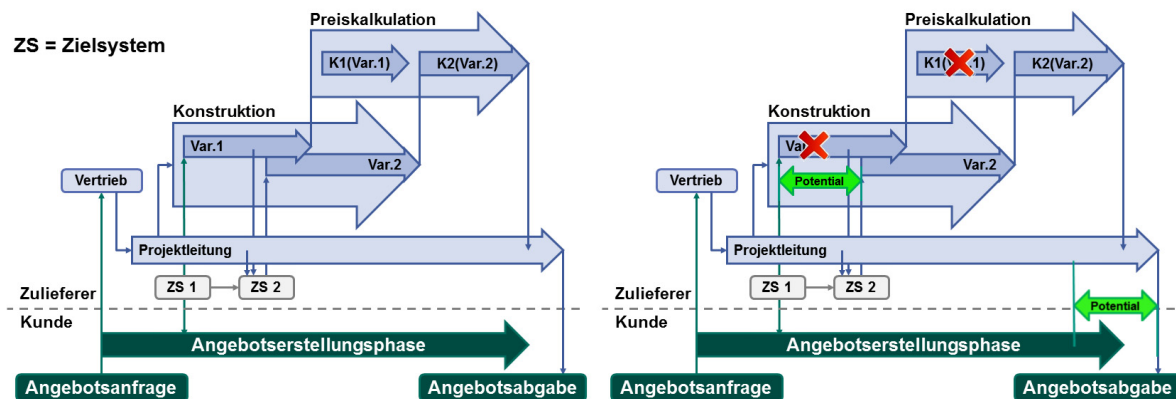 ZS = Zielsystem
Preiskalkulation
K1(Var.1)
K2(Var.2)
Konstruktion
Var.1
Var.2
Vertrieb
Projektleitung
ZS 1
ZS 2
Zulieferer
Kunde
Angebotserstellungsphase
Angebotsanfrage
Angebotsabgabe
Preiskalkulation
K2(Var.2)
Konstruktion
Var.2
Potential
Vertrieb
Projektleitung
ZS 1
ZS 2
Zulieferer
Potential
Kunde
Angebotserstellungsphase
Angebotsanfrage
Angebotsabgabe